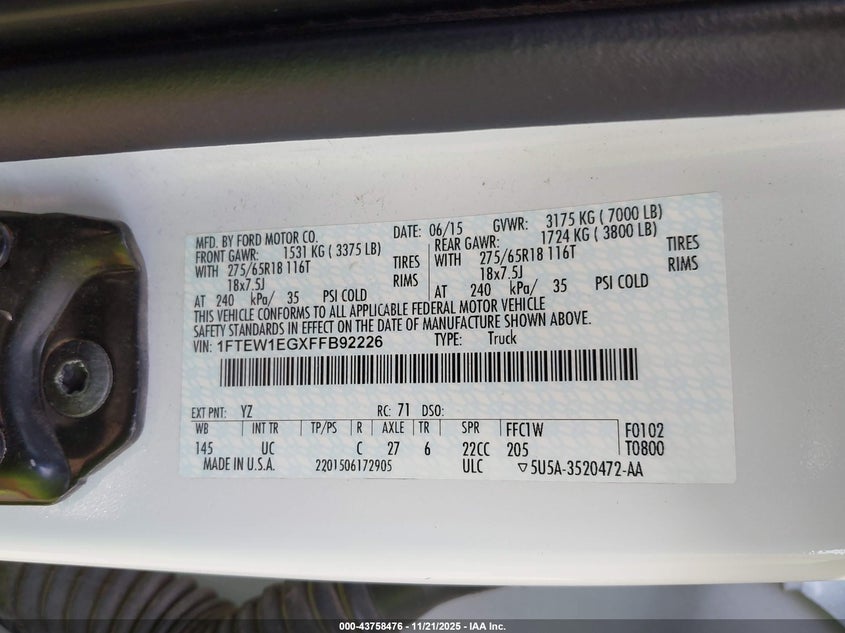 MFD. BY FORD MOTOR CO. DATE: 06/15 GVWR: 3175 KG ( 7000 LB)
FRONT GAWR: 1531 KG ( 3375 LB) REAR GAWR: 1724 KG ( 3800 LB)
WITH 275/65R18 116T TIRES WITH 275/65R18 116T TIRES
18x7.5J RIMS 18x7.5J RIMS
AT 240 kPa/ 35 PSI COLD AT 240 kPa/ 35 PSI COLD
THIS VEHICLE CONFORMS TO ALL APPLICABLE FEDERAL MOTOR VEHICLE
SAFETY STANDARDS IN EFFECT ON THE DATE OF MANUFACTURE SHOWN ABOVE.
VIN: 1FTEW1EGXFFB92226 TYPE: Truck
EXT PNT: YZ RC: 71 DSO:
WB INT TR TP/PS R AXLE TR SPR FFC1W F0102
145 UC C 27 6 22CC 205 T0800
MADE IN U.S.A. 2201506172905 ULC ▽5U5A-3520472-AA
000-43758476 — 11/21/2025 — IAA Inc.